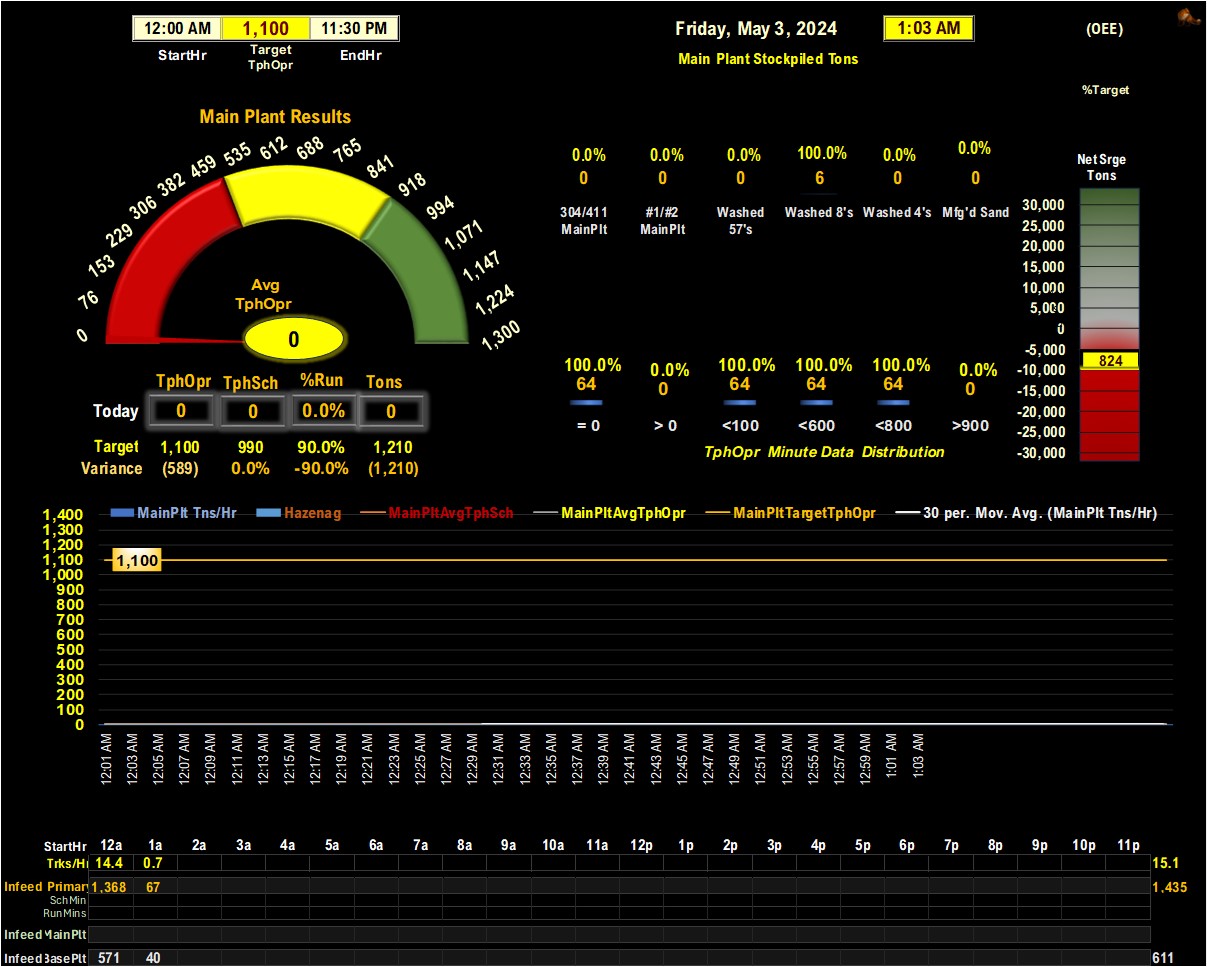 12:00 AM 1,100 11:30 PM
StartHr Target TphOpr EndHr
Friday, May 3, 2024 1:03 AM (OEE)
Main Plant Stockpiled Tons
%Target
Main Plant Results
0 76 153 229 306 382 459 535 612 688 765 841 918 994 1,071 1,147 1,224 1,300
Avg
TphOpr
0
0.0% 0.0% 0.0% 100.0% 0.0% 0.0%
0 0 0 6 0 0
304/411 MainPlt #1/#2 MainPlt Washed 57's Washed 8's Washed 4's Mfg'd Sand
NetSrge
Tons
30,000
25,000
20,000
15,000
10,000
5,000
0
-5,000
824
-10,000
-15,000
-20,000
-25,000
-30,000
100.0% 0.0% 100.0% 100.0% 100.0% 0.0%
64 0 64 64 64 0
= 0 > 0 <100 <600 <800 >900
TphOpr Minute Data Distribution
TphOpr TphSch %Run Tons
Today 0 0 0.0% 0
Target 1,100 990 90.0% 1,210
Variance (589) 0.0% -90.0% (1,210)
MainPlt Tns/Hr Hazenag MainPltAvgTphSch MainPltAvgTphOpr MainPltTargetTphOpr 30 per. Mov. Avg. (MainPlt Tns/Hr)
1,400
1,300
1,200
1,100 1,100
1,000
900
800
700
600
500
400
300
200
100
0
12:01 AM 12:03 AM 12:05 AM 12:07 AM 12:09 AM 12:11 AM 12:13 AM 12:15 AM 12:17 AM 12:19 AM 12:21 AM 12:23 AM 12:25 AM 12:27 AM 12:29 AM 12:31 AM 12:33 AM 12:35 AM 12:37 AM 12:39 AM 12:41 AM 12:43 AM 12:45 AM 12:47 AM 12:49 AM 12:51 AM 12:53 AM 12:55 AM 12:57 AM 12:59 AM 1:01 AM 1:03 AM
StartHr 12a 1a 2a 3a 4a 5a 6a 7a 8a 9a 10a 11a 12p 1p 2p 3p 4p 5p 6p 7p 8p 9p 10p 11p
Trks/Hr 14.4 0.7 15.1
Infeed Primary 1,368 67 1,435
SchMin
RunMins
InfeedMainPlt
InfeedBasePlt 571 40 611